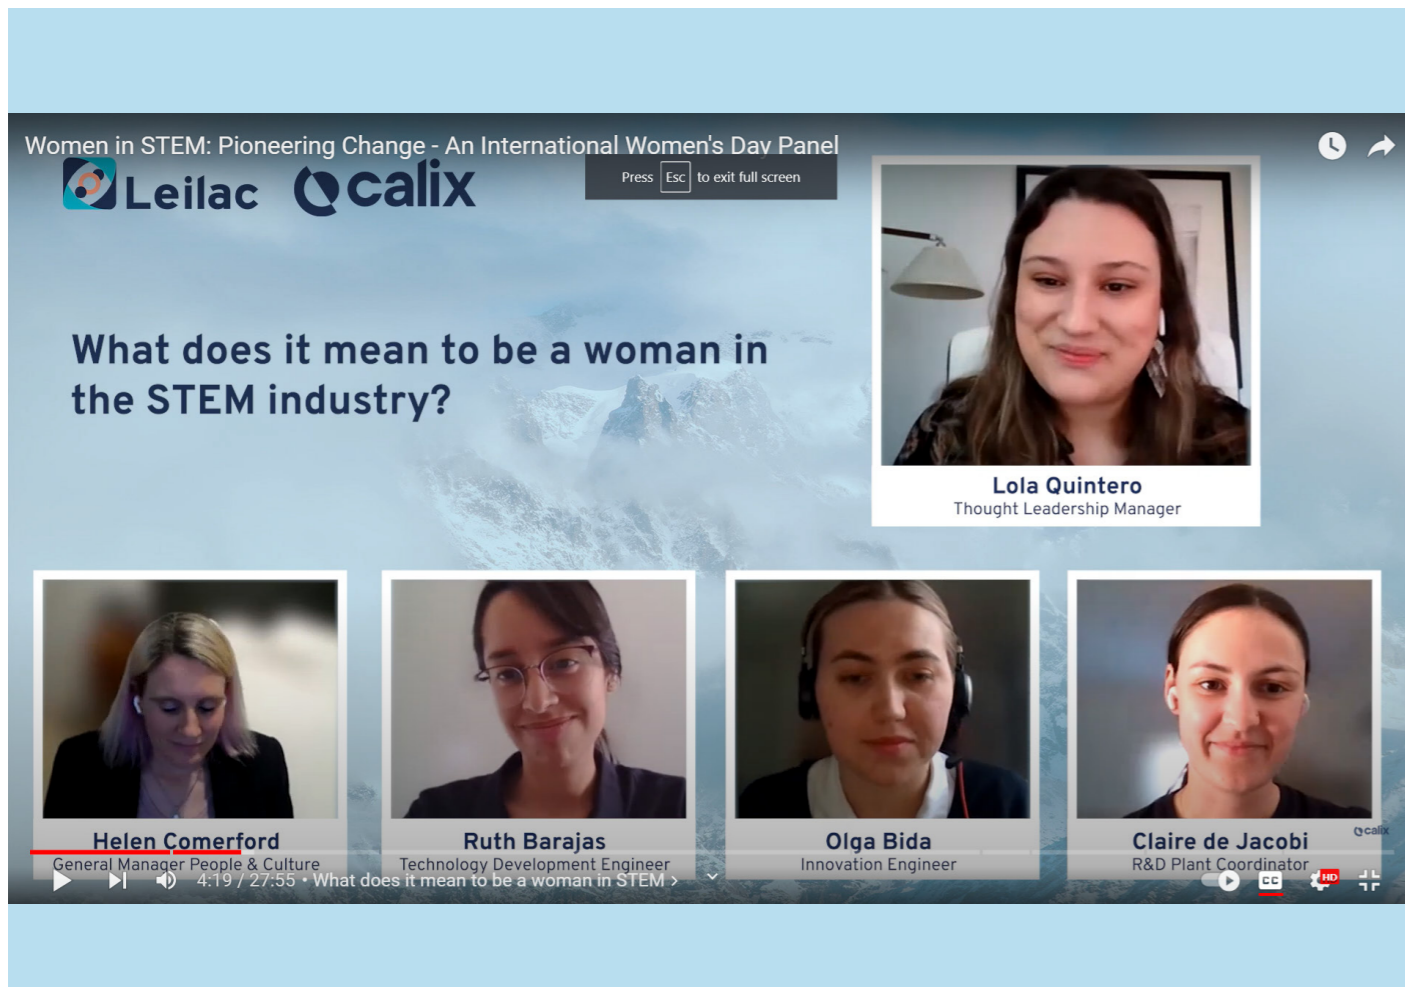 Women in STEM: Pioneering Change - An International Women's Day Panel
Press Esc to exit full screen
Leilac calix
What does it mean to be a woman in
the STEM industry?
Lola Quintero
Thought Leadership Manager
Helen Comerford
General Manager People & Culture
Ruth Barajas
Technology Development Engineer
Olga Bida
Innovation Engineer
Claire de Jacobi
R&D Plant Coordinator
calix
4:19 / 27:55 • What does it mean to be a woman in STEM >
CC
HD